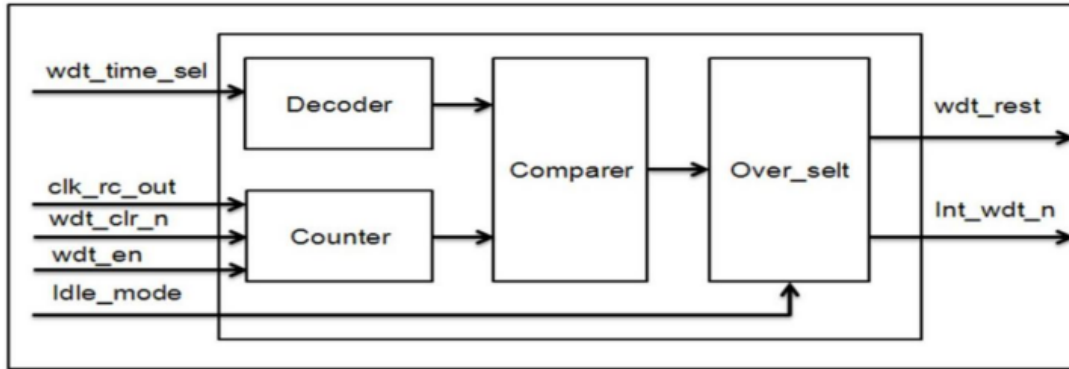 wdt_time_sel
Decoder
wdt_rest
clk_rc_out
Comparer
Over_selt
wdt_clr_n
Counter
Int_wdt_n
wdt_en
Idle_mode